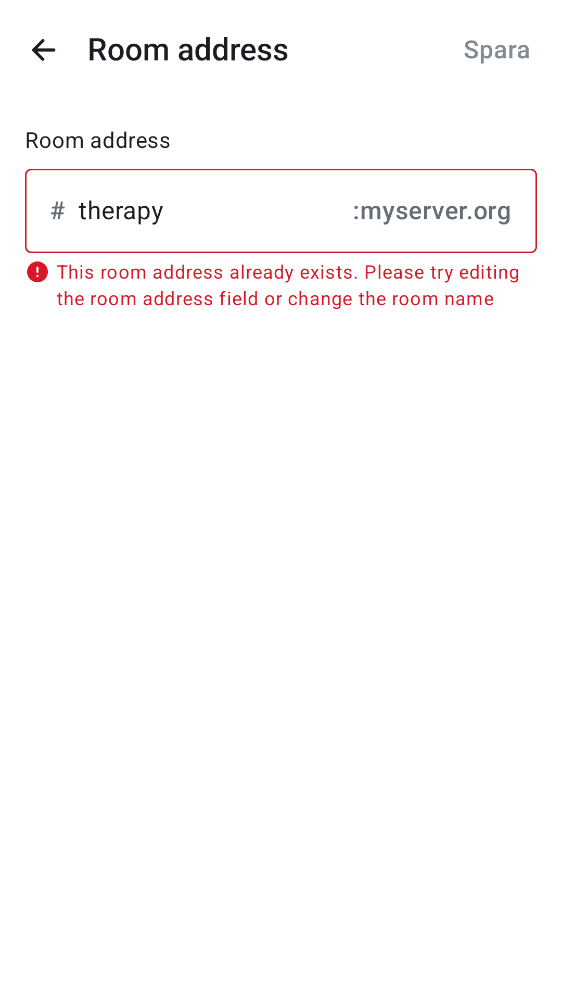 Room address
Spara
Room address
# therapy :myserver.org
This room address already exists. Please try editing
the room address field or change the room name